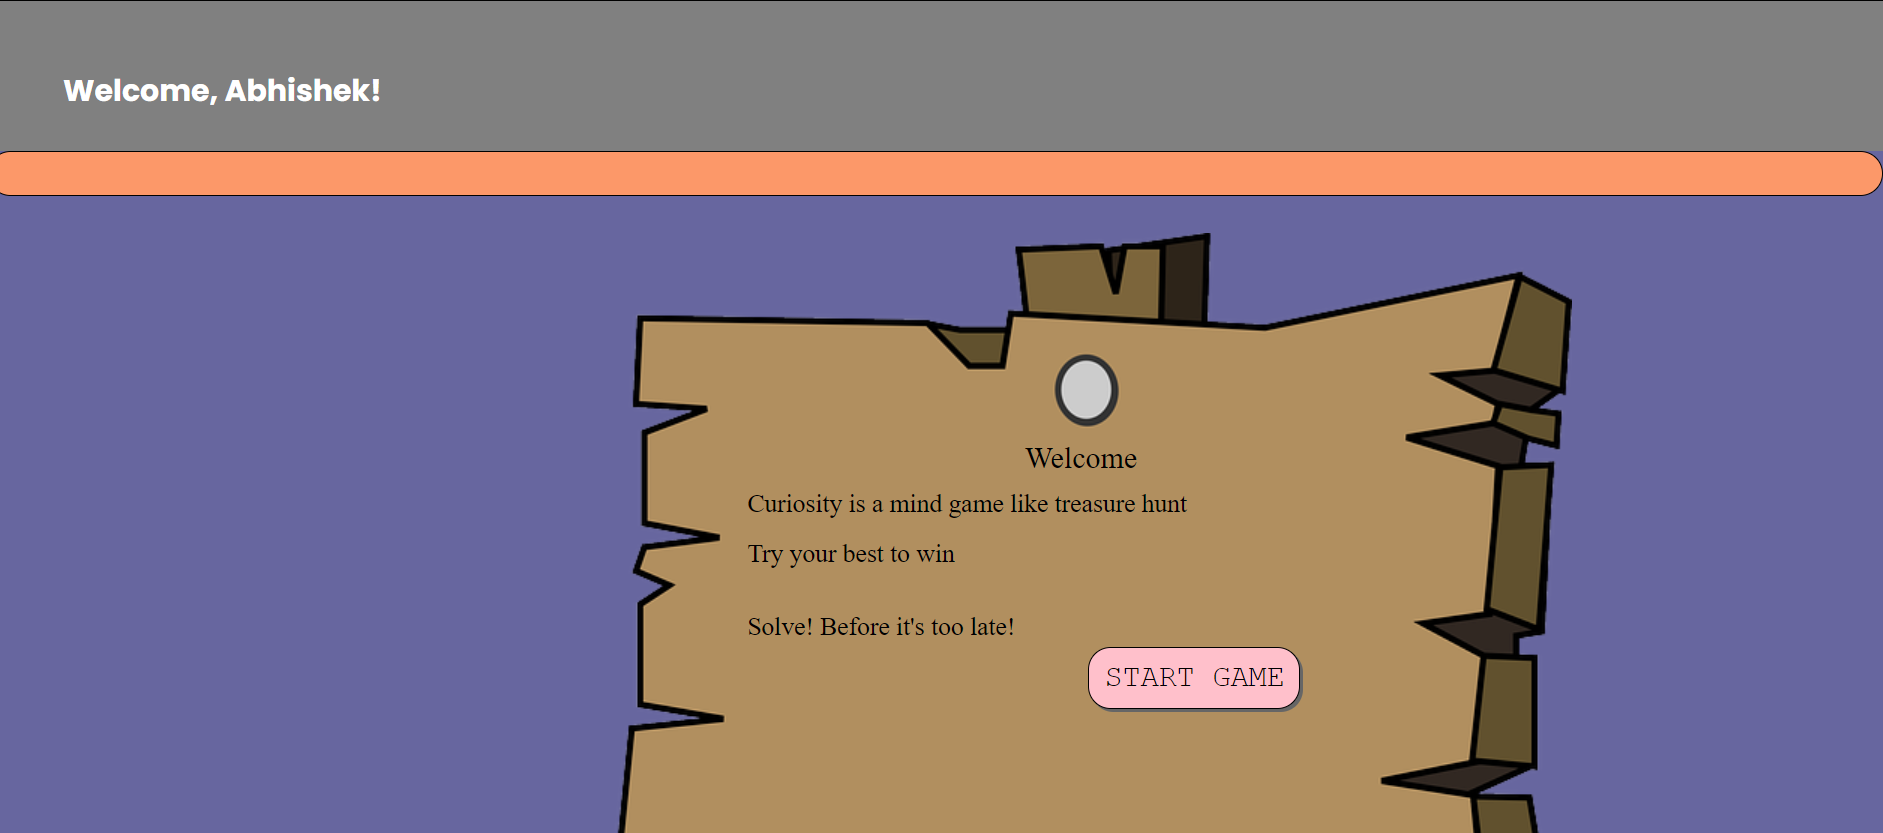 Welcome, Abhishek!
Welcome
Curiosity is a mind game like treasure hunt
Try your best to win
Solve! Before it's too late!
START GAME